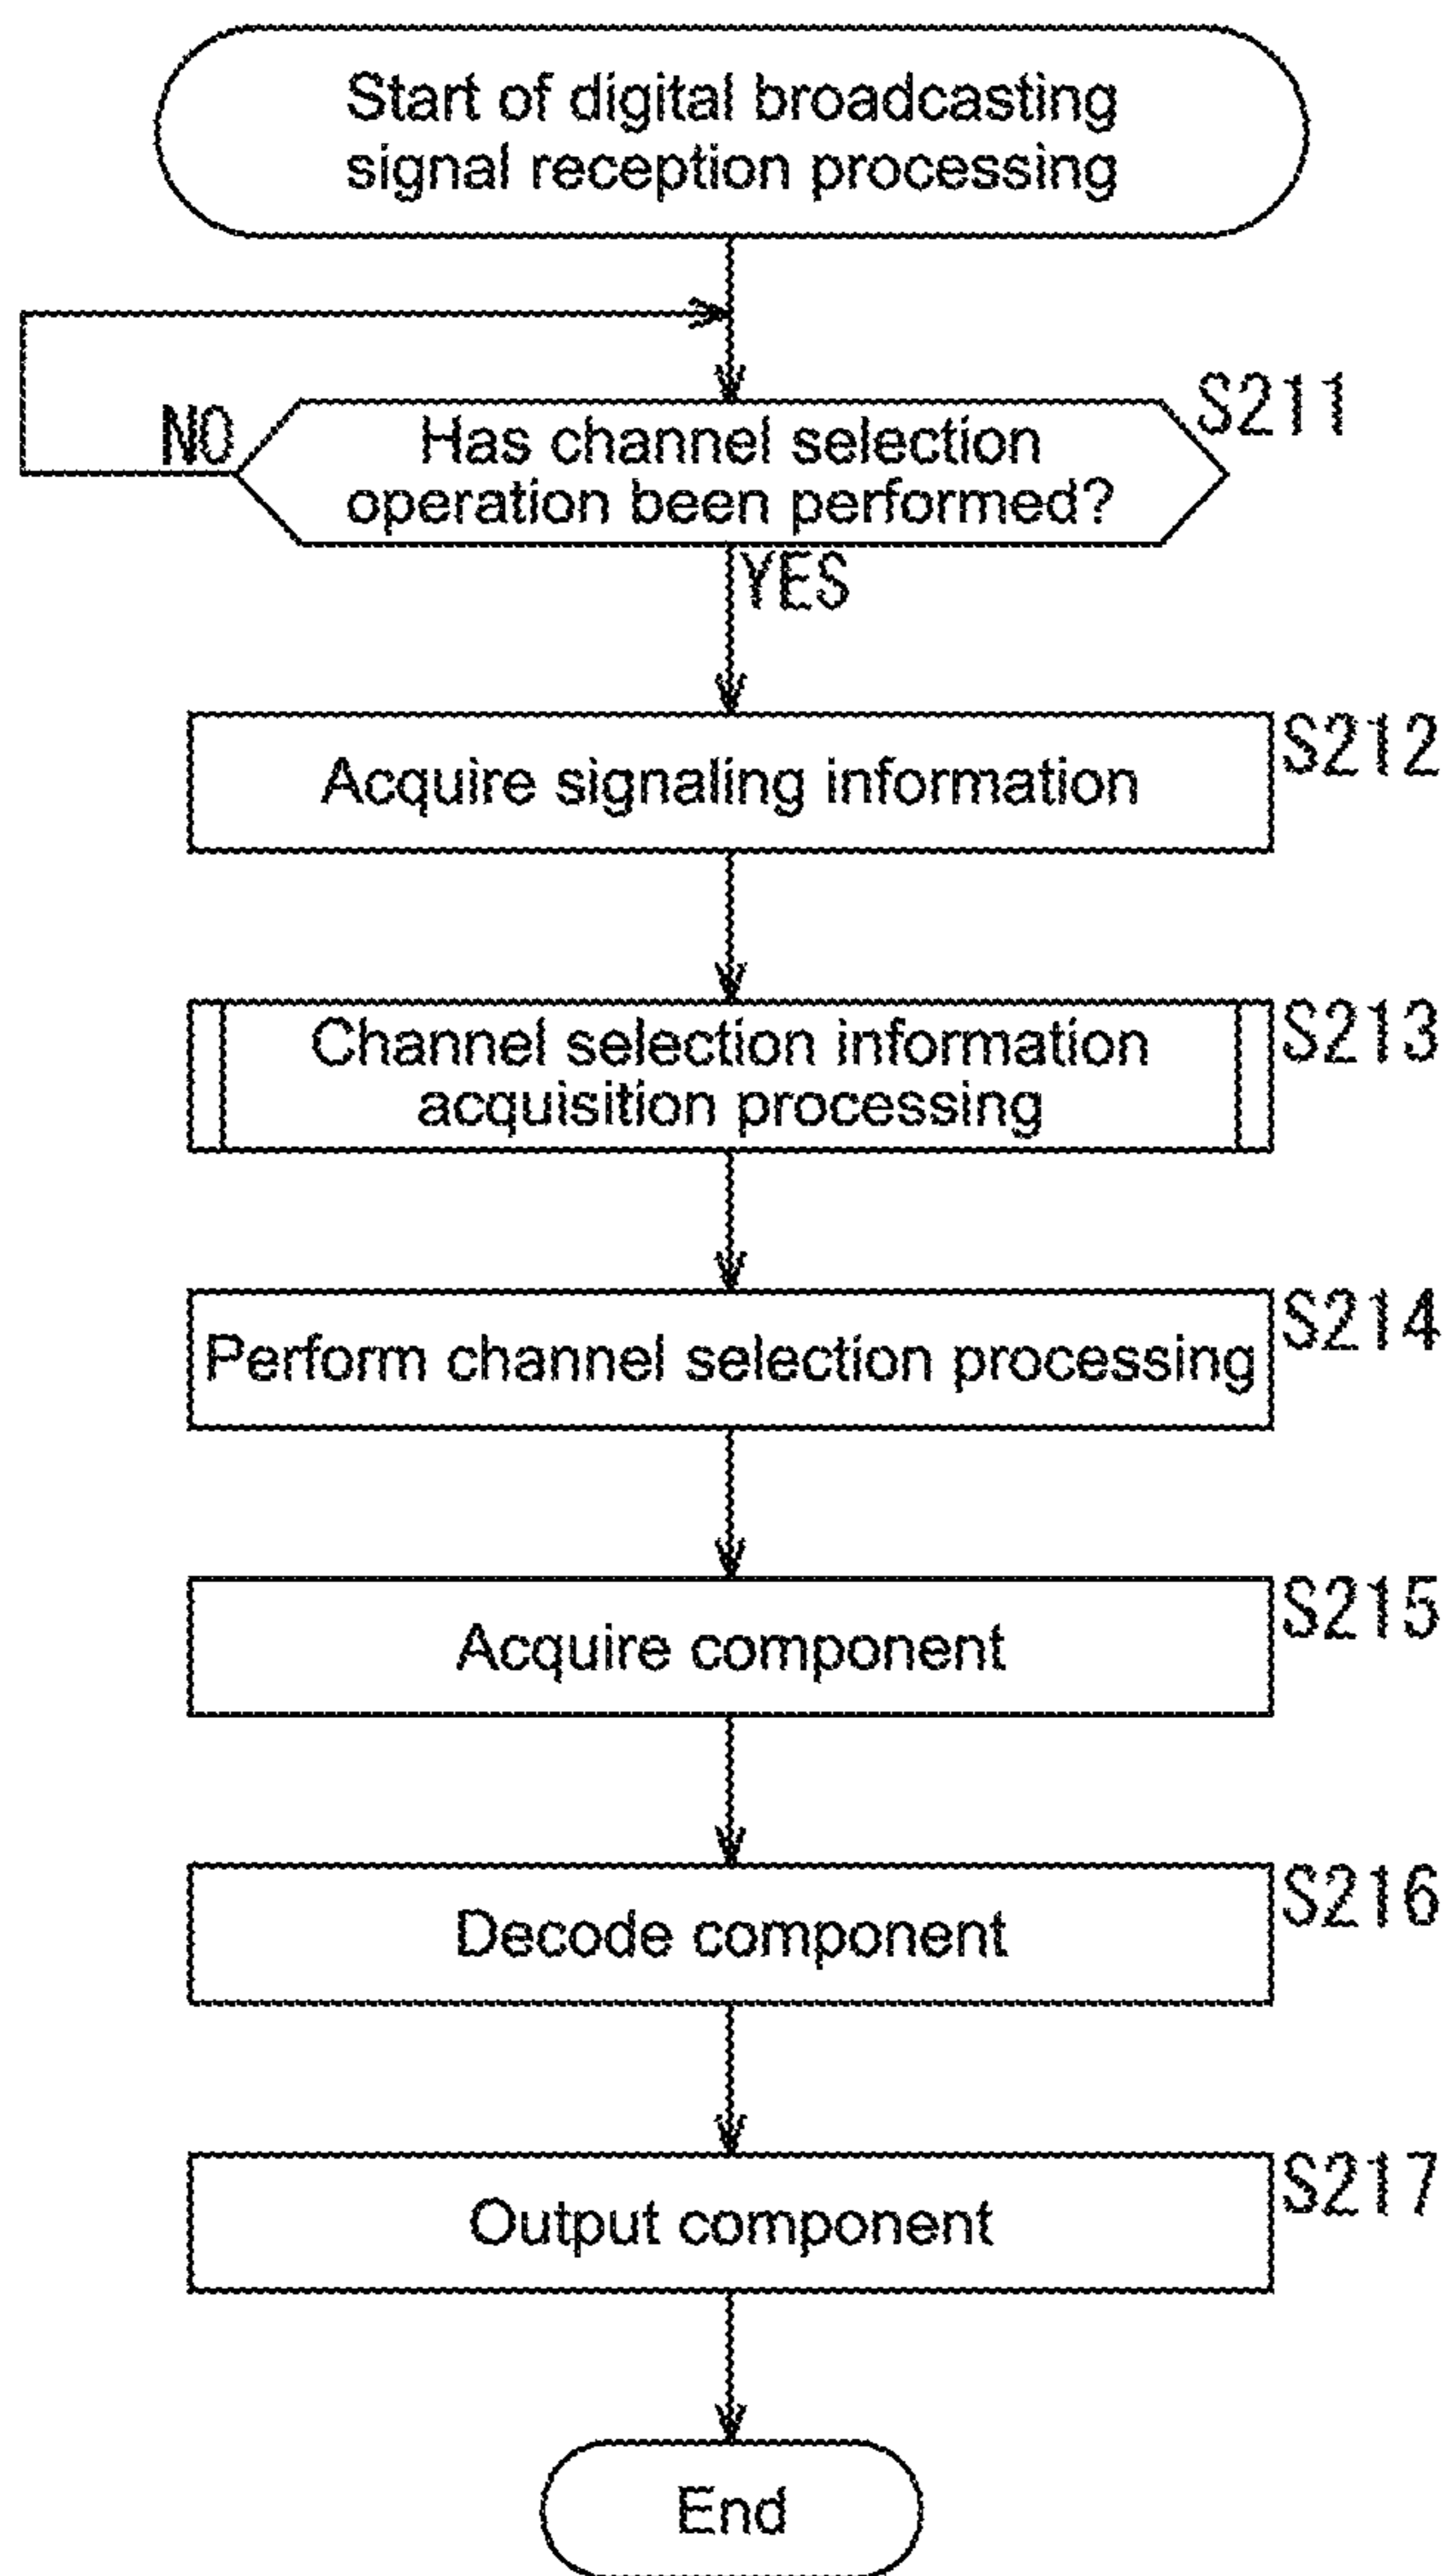 Start of digital broadcasting
signal reception processing
S211
NO
Has channel selection
operation been performed?
YES
S212
Acquire signaling information
S213
Channel selection information
acquisition processing
S214
Perform channel selection processing
S215
Acquire component
S216
Decode component
S217
Output component
End